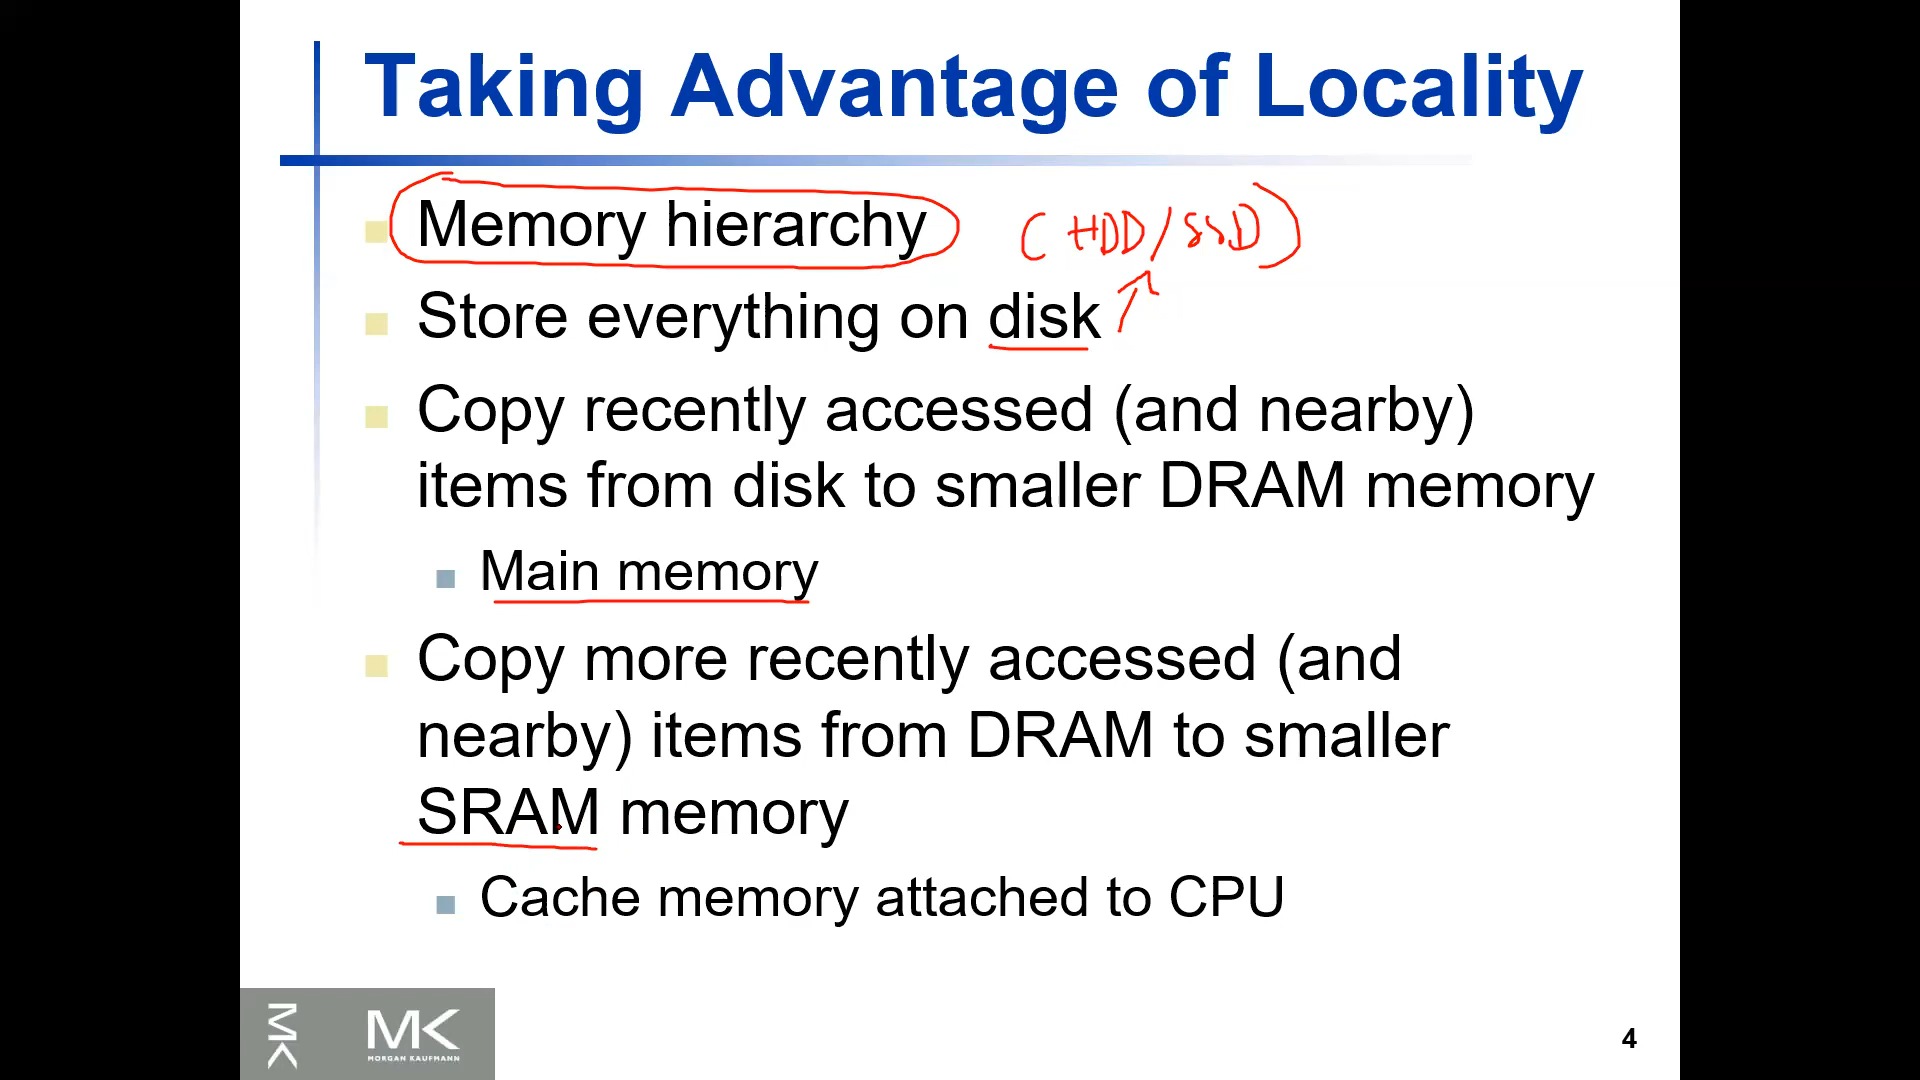 Taking Advantage of Locality
Memory hierarchy (HDD/SSD)
Store everything on disk
Copy recently accessed (and nearby)
items from disk to smaller DRAM memory
Main memory
Copy more recently accessed (and
nearby) items from DRAM to smaller
SRAM memory
Cache memory attached to CPU
MK
MK
MORGAN KAUFMANN
4